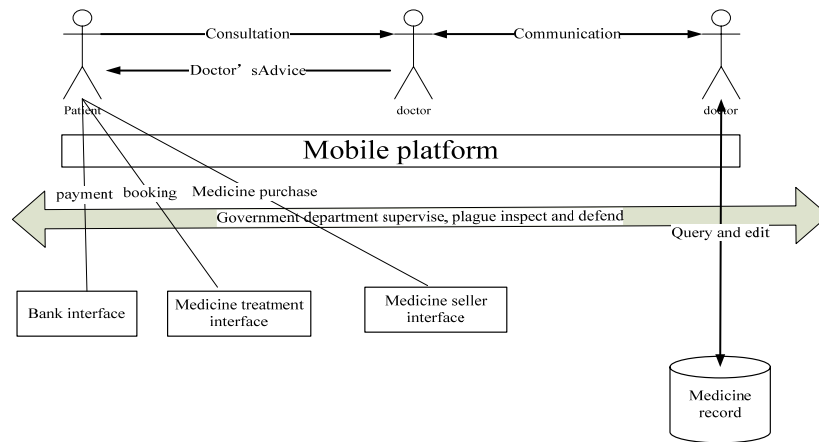 Consultation
Communication
Doctor’ sAdvice
Patient
doctor
doctor
Mobile platform
payment
booking
Medicine purchase
Government department supervise, plague inspect and defend
Query and edit
Bank interface
Medicine treatment
interface
Medicine seller
interface
Medicine
record